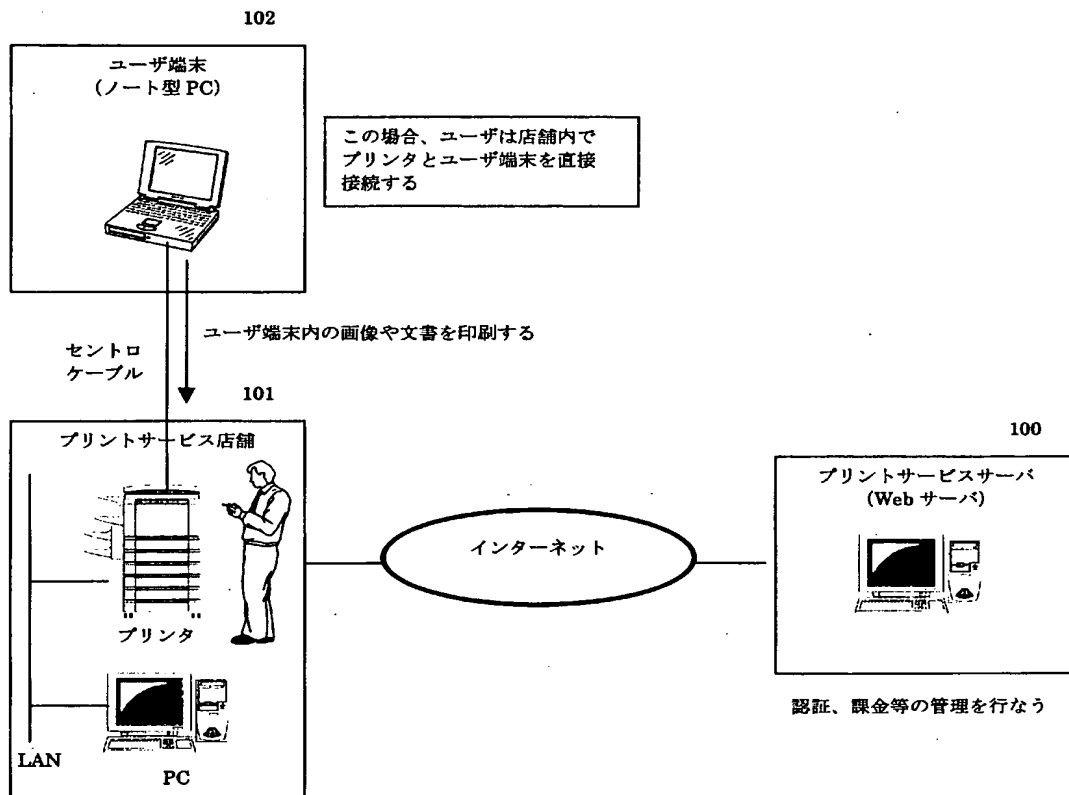 102
ユーザ端末
(ノート型 PC)
この場合、ユーザは店舗内で
プリンタとユーザ端末を直接
接続する
ユーザ端末内の画像や文書を印刷する
セントロ
ケーブル
101
プリントサービス店舗
プリンタ
LAN
PC
インターネット
100
プリントサービスサーバ
(Web サーバ)
認証、課金等の管理を行なう